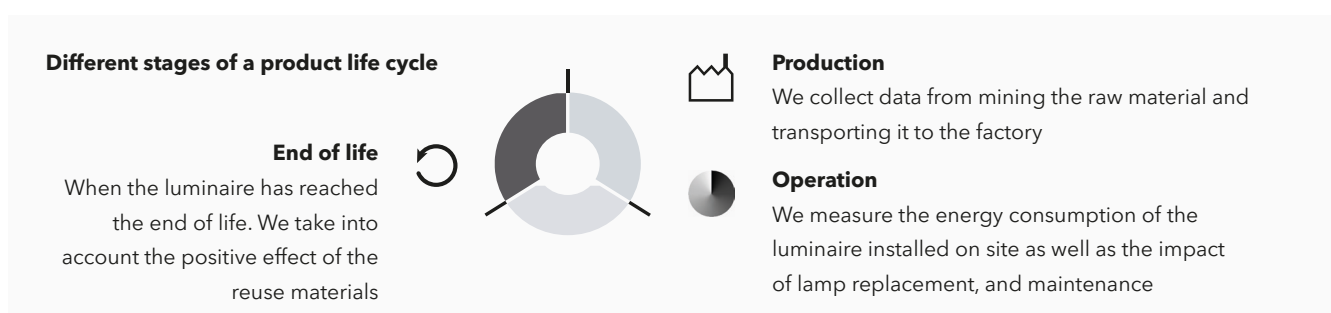 Different stages of a product life cycle
End of life
When the luminaire has reached
the end of life. We take into
account the positive effect of the
reuse materials
Production
We collect data from mining the raw material and
transporting it to the factory
Operation
We measure the energy consumption of the
luminaire installed on site as well as the impact
of lamp replacement, and maintenance